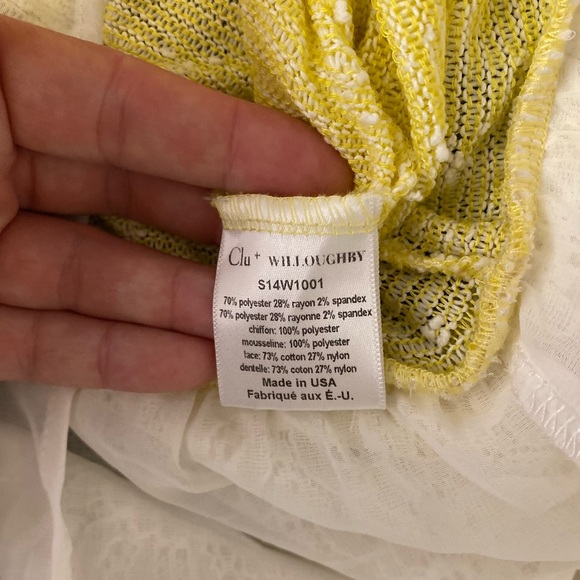 Clu+ WILLOUGHBY
S14W1001
70% polyester 28% rayon 2% spandex
70% polyester 28% rayonne 2% spandex
chiffon: 100% polyester
mousseline: 100% polyester
lace: 73% cotton 27% nylon
dentelle: 73% coton 27% nylon
Made in USA
Fabriqué aux É.-U.